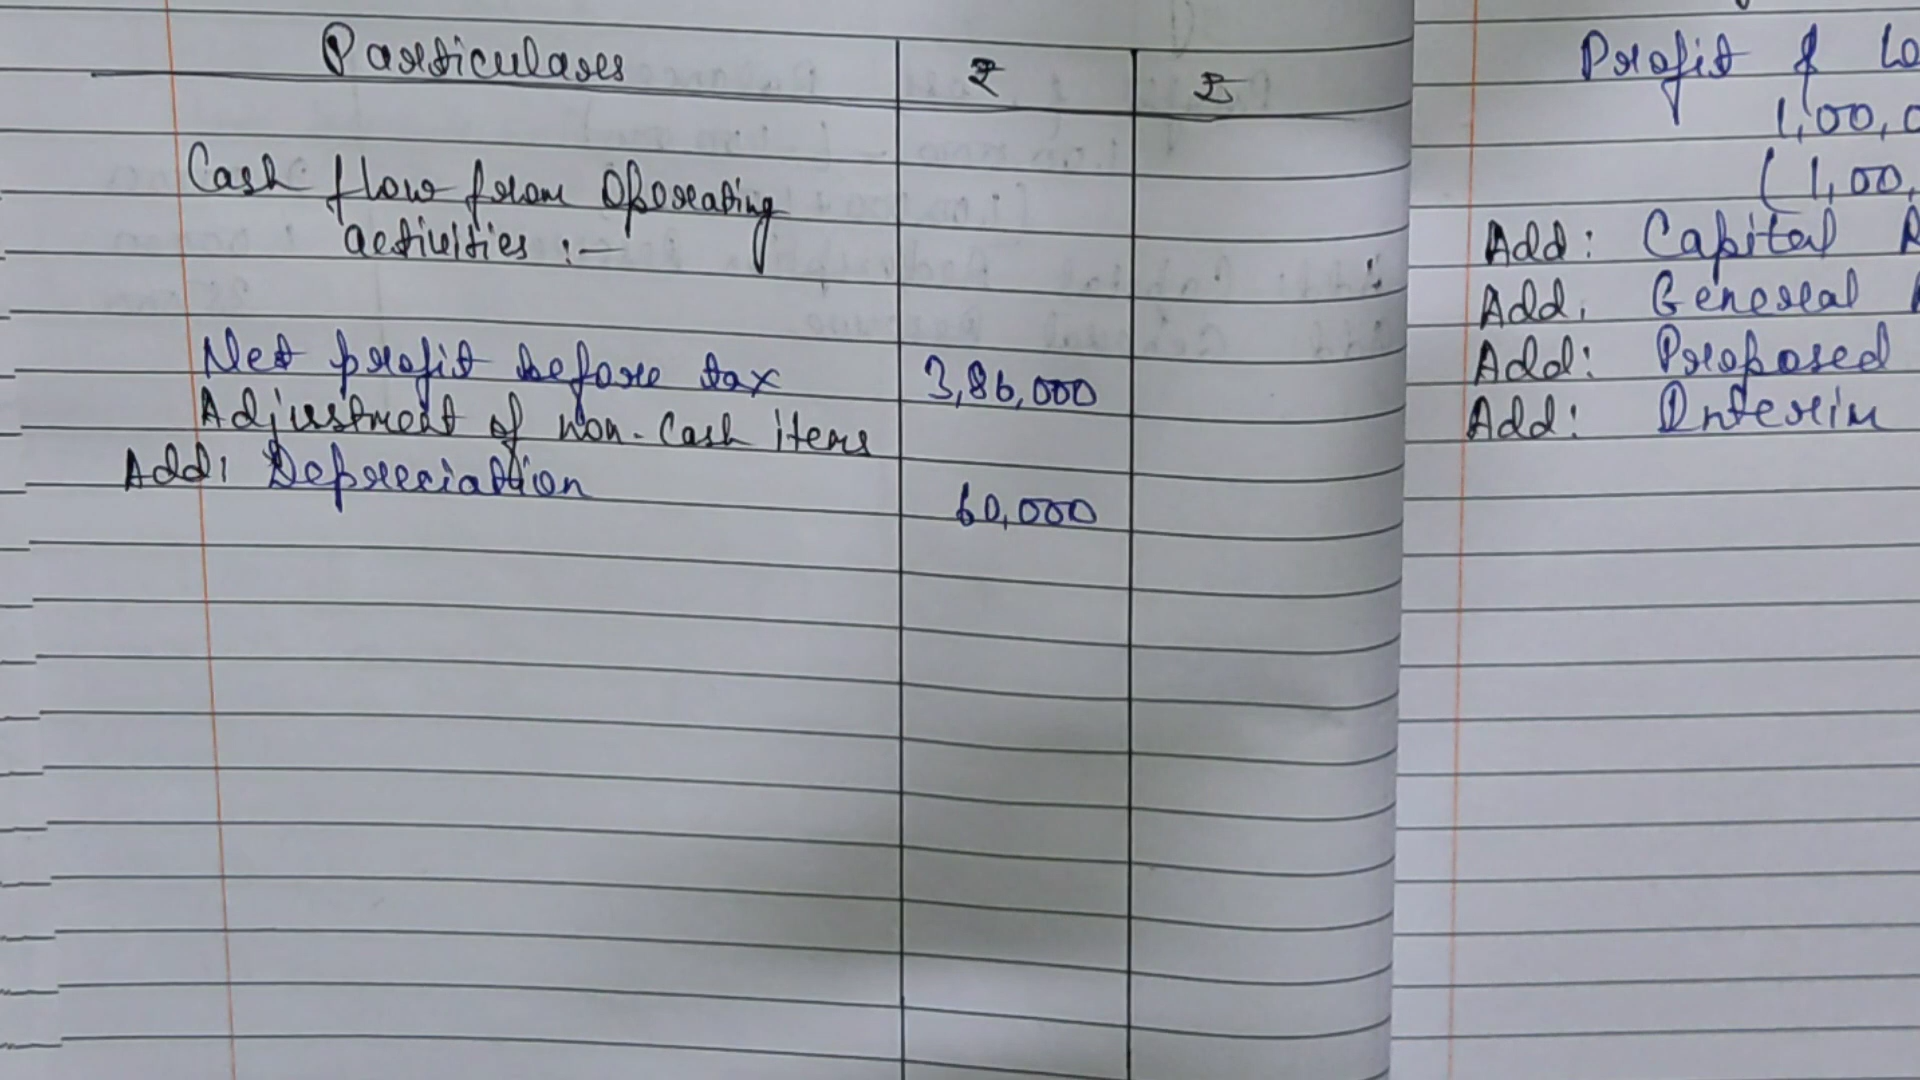 Particulars ₹ ₹
Cash flow from Operating
activities :-
Net profit before tax 3,86,000
Adjustment of non-Cash items
Add: Depreciation 60,000
Profit &
1,00,
(1,00,
Add: Capital
Add: General
Add: Proposed
Add: Interim